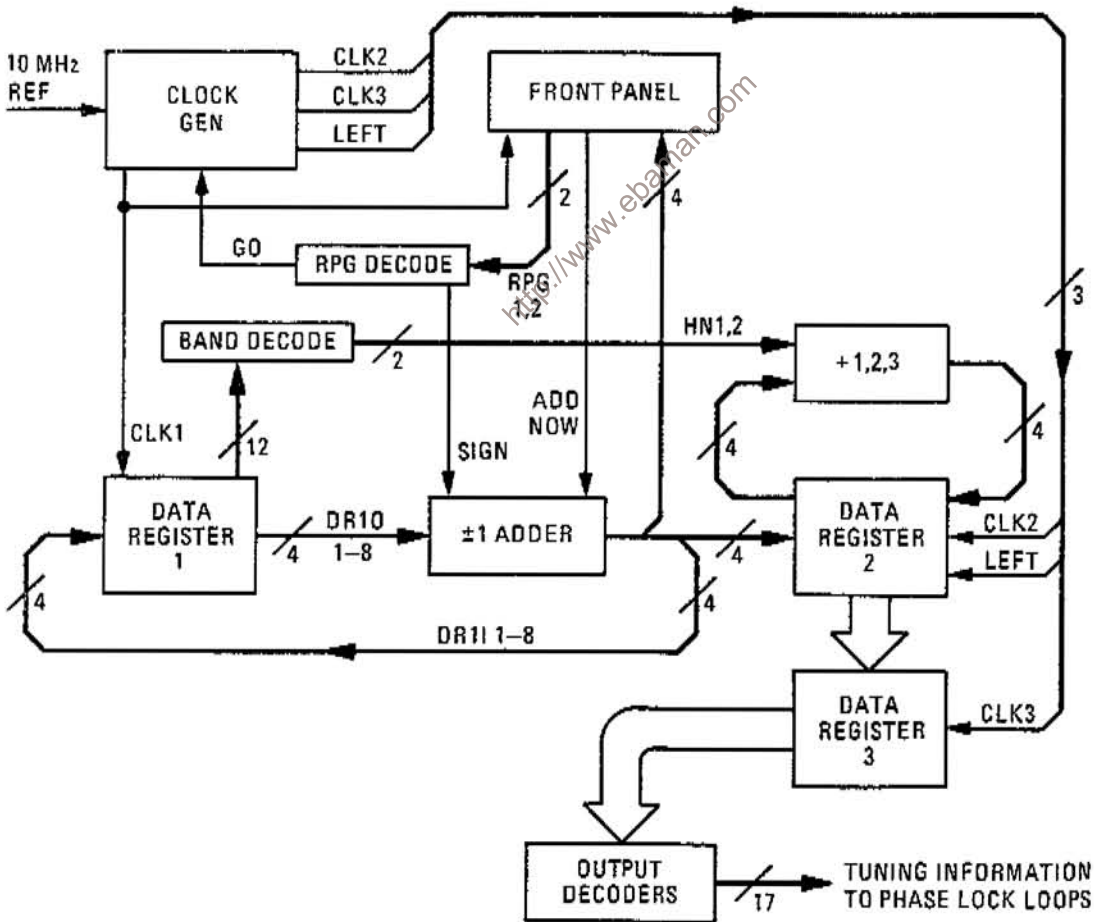 10 MHz
REF
CLOCK
GEN
CLK2
CLK3
LEFT
FRONT PANEL
2
4
GO
RPG DECODE
RPG
1,2
3
BAND DECODE
2
HN1,2
+1,2,3
CLK1
12
SIGN
ADD
NOW
4
4
DATA
REGISTER
1
4
DR10
1–8
±1 ADDER
4
DATA
REGISTER
2
CLK2
LEFT
4
4
DR1I 1–8
DATA
REGISTER
3
CLK3
OUTPUT
DECODERS
17
TUNING INFORMATION
TO PHASE LOCK LOOPS
http://www.ebaman.com